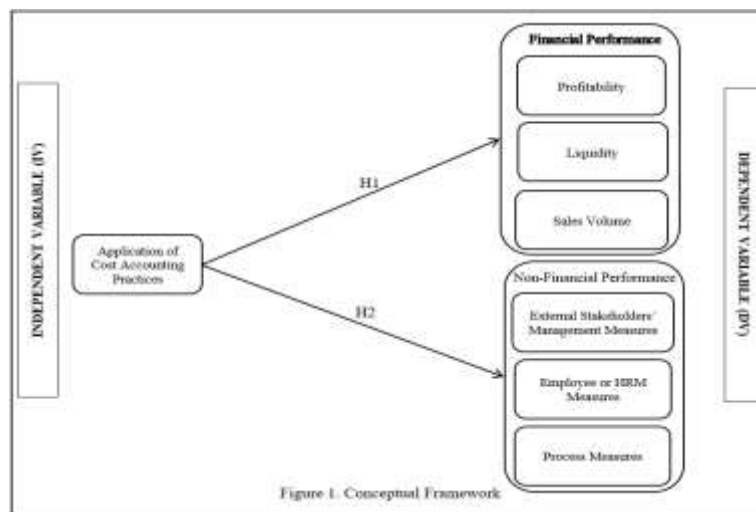 INDEPENDENT VARIABLE (IV)
Application of
Cost Accounting
Practices
H1
H2
Financial Performance
Profitability
Liquidity
Sales Volume
Non-Financial Performance
External Stakeholders'
Management Measures
Employee or HRM
Measures
Process Measures
DEPENDENT VARIABLE (DV)
Figure 1. Conceptual Framework